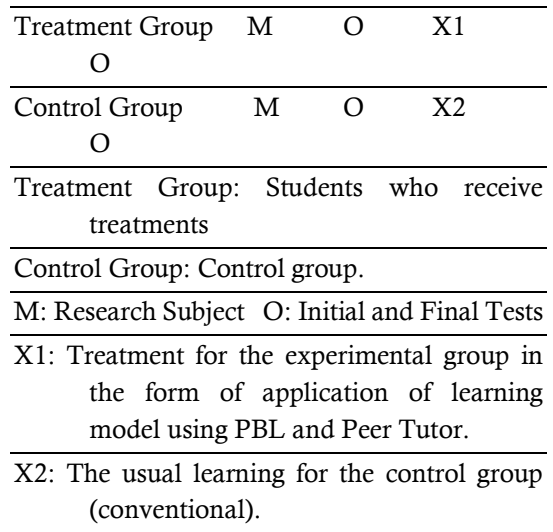 Treatment Group M O X1
O
Control Group M O X2
O
Treatment Group: Students who receive
treatments
Control Group: Control group.
M: Research Subject O: Initial and Final Tests
X1: Treatment for the experimental group in
the form of application of learning
model using PBL and Peer Tutor.
X2: The usual learning for the control group
(conventional).